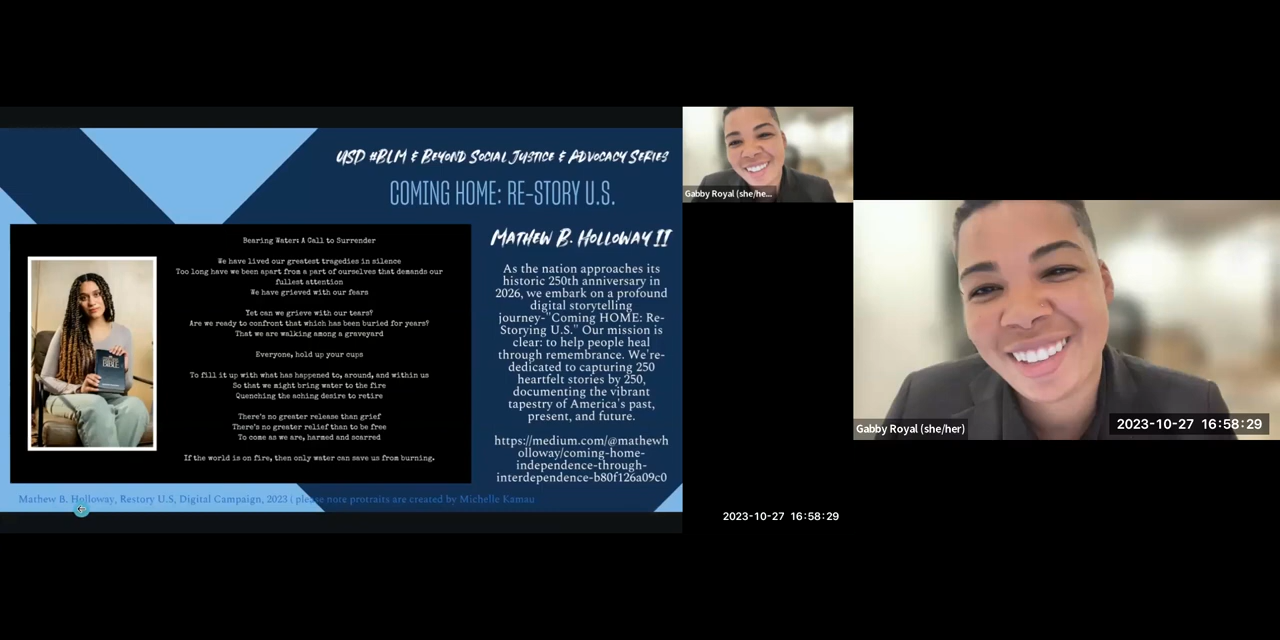 USD #BLM & BEYOND SOCIAL JUSTICE & ADVOCACY SERIES
COMING HOME: RE-STORY U.S.
Bearing Water: A Call to Surrender
We have lived our greatest tragedies in silence
Too long have we been apart from a part of ourselves that demands our
fullest attention
We have grieved with our fears
Yet can we grieve with our tears?
Are we ready to confront that which has been buried for years?
That we are walking among a graveyard
Everyone, hold up your cups
To fill it up with what has happened to, around, and within us
So that we might bring water to the fire
Quenching the aching desire to retire
There's no greater release than grief
There's no greater relief than to be free
To come as we are, harmed and scarred
If the world is on fire, then only water can save us from burning.
BIBLE
MATHEW B. HOLLOWAY II
As the nation approaches its
historic 250th anniversary in
2026, we embark on a profound
digital storytelling
journey-"Coming HOME: Re-
Storying U.S." Our mission is
clear: to help people heal
through remembrance. We're-
dedicated to capturing 250
heartfelt stories by 250,
documenting the vibrant
tapestry of America's past,
present, and future.
https://medium.com/@mathewh
olloway/coming-home-
independence-through-
interdependence-b80f126a09c0
Mathew B. Holloway, Restory U.S, Digital Campaign, 2023 | please note protraits are created by Michelle Kamau
Gabby Royal (she/he...
2023-10-27 16:58:29
Gabby Royal (she/her)
2023-10-27 16:58:29